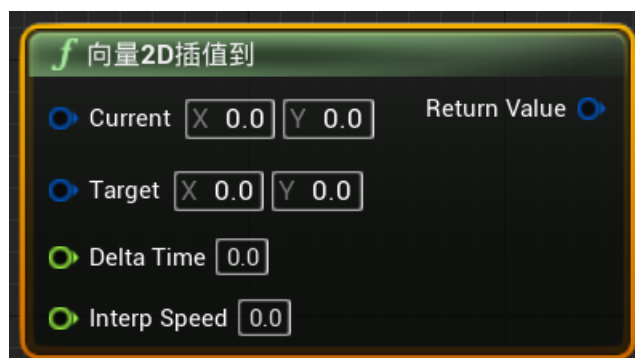 f 向量2D插值到
Current X 0.0 Y 0.0 Return Value
Target X 0.0 Y 0.0
Delta Time 0.0
Interp Speed 0.0